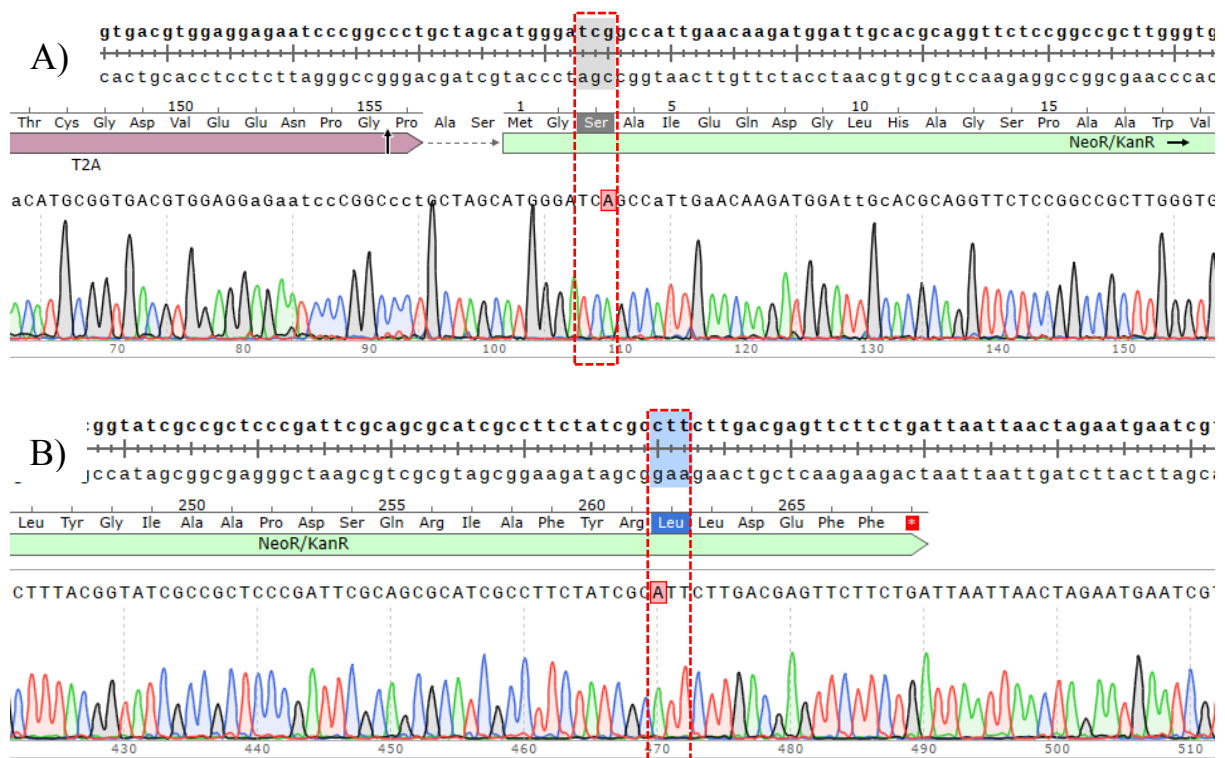 gtgacgtggaggagaatcccggccctgctagcatgggatcggccattgaacaagatggattgcacgcaggttctccggccgcttgggtg
A)
cactgcacctcctcttagggccgggacgatcgtaccctagccggtaacttgttctacctaacgtgcgtccaagaggccggcgaacccac
150 155 1 5 10 15
Thr Cys Gly Asp Val Glu Glu Asn Pro Gly Pro Ala Ser Met Gly Ser Ala Ile Glu Gln Asp Gly Leu His Ala Gly Ser Pro Ala Ala Trp Val
NeoR/KanR
T2A
aCATGCGGTGACGTGGAGGaGaatccCGGCcctGCTAGCATGGGATCAGCCaTtGaACAAGATGGAttGcACGCAGGTTCTCCGGCCGCTTGGGTG
70 80 90 100 110 120 130 140 150
cggtatcgccgctcccgattcgcagcgcatcgccttctatcgccttcttgacgagttcttctgattaattaactagaatgaatcgt
B)
gccatagcggcgagggctaagcgtcgcgtagcggaagatagcggaagaactgctcaagaagactaattaattgatcttacttagca
250 255 260 265
Leu Tyr Gly Ile Ala Ala Pro Asp Ser Gln Arg Ile Ala Phe Tyr Arg Leu Leu Asp Glu Phe Phe *
NeoR/KanR
CTTTACGGTATCGCCGCTCCCGATTCGCAGCGCATCGCCTTCTATCGCATTCTTGACGAGTTCTTCTGATTAATTAACTAGAATGAATCGT
430 440 450 460 470 480 490 500 510